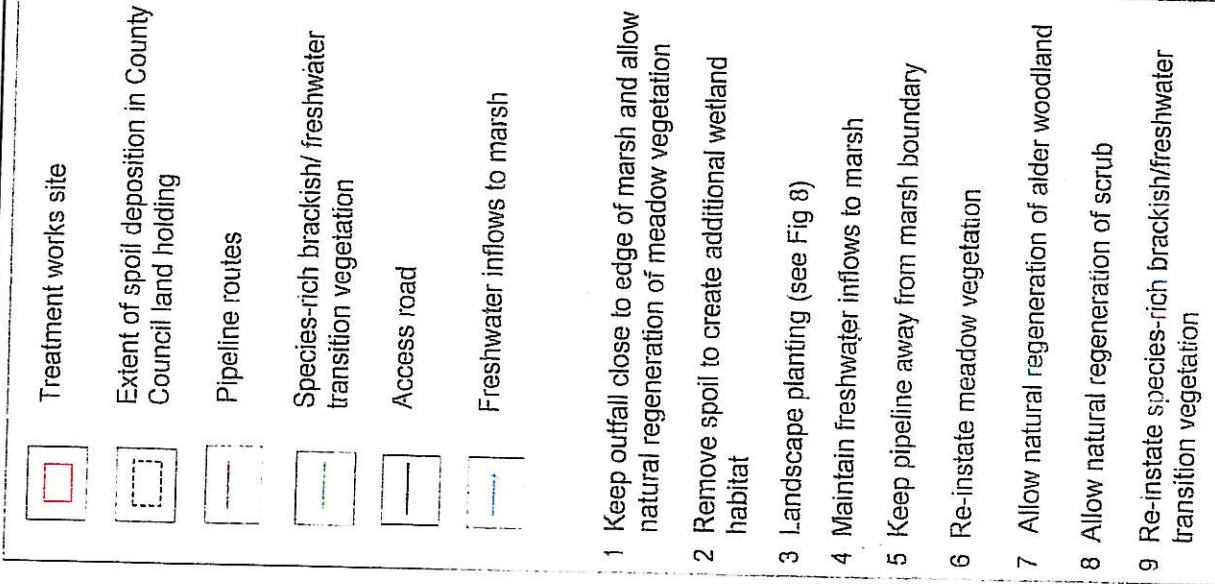 Treatment works site
Extent of spoil deposition in County
Council land holding
Pipeline routes
Species-rich brackish/ freshwater
transition vegetation
Access road
Freshwater inflows to marsh
1 Keep outfall close to edge of marsh and allow
natural regeneration of meadow vegetation
2 Remove spoil to create additional wetland
habitat
3 Landscape planting (see Fig 8)
4 Maintain freshwater inflows to marsh
5 Keep pipeline away from marsh boundary
6 Re-instate meadow vegetation
7 Allow natural regeneration of alder woodland
8 Allow natural regeneration of scrub
9 Re-instate species-rich brackish/freshwater
transition vegetation